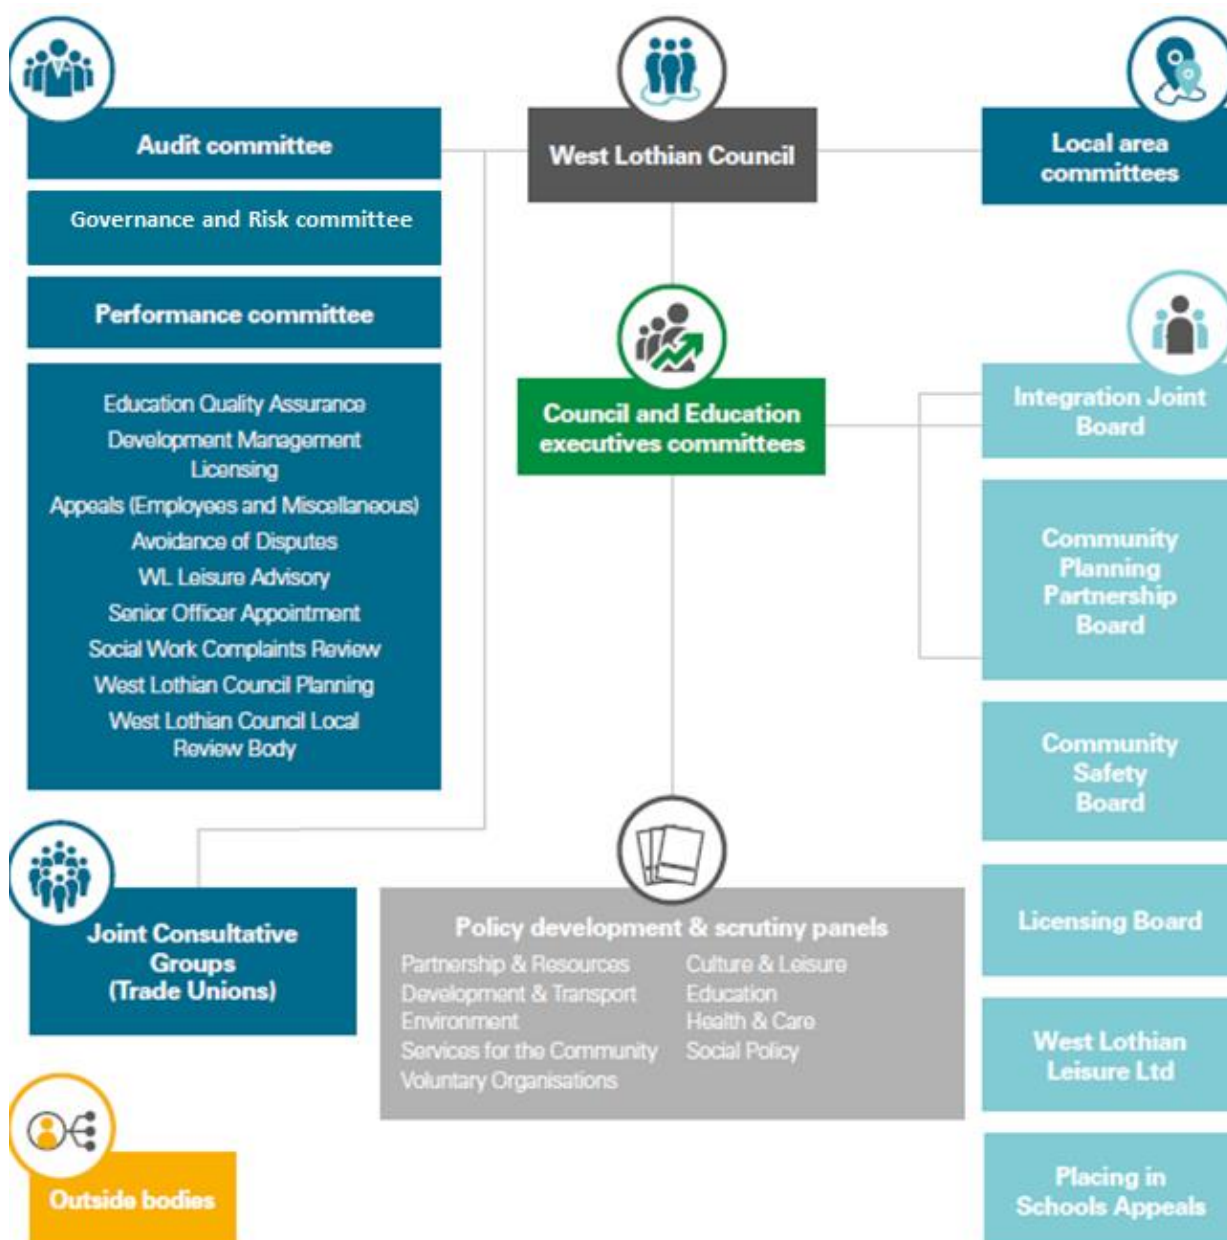 Audit committee
Governance and Risk committee
Performance committee
Education Quality Assurance
Development Management
Licensing
Appeals (Employees and Miscellaneous)
Avoidance of Disputes
WL Leisure Advisory
Senior Officer Appointment
Social Work Complaints Review
West Lothian Council Planning
West Lothian Council Local
Review Body
Joint Consultative
Groups
(Trade Unions)
Outside bodies
West Lothian Council
Council and Education
executives committees
Policy development & scrutiny panels
Partnership & Resources
Development & Transport
Environment
Services for the Community
Voluntary Organisations
Culture & Leisure
Education
Health & Care
Social Policy
Local area
committees
Integration Joint
Board
Community
Planning
Partnership
Board
Community
Safety
Board
Licensing Board
West Lothian
Leisure Ltd
Placing in
Schools Appeals